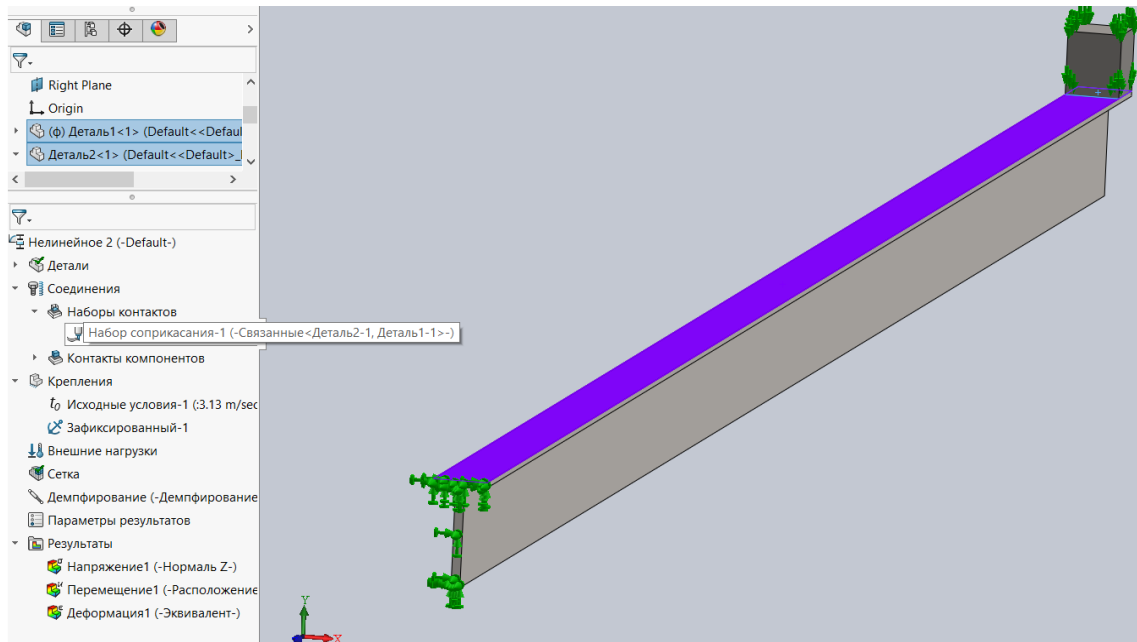 Right Plane
Origin
(ф) Деталь1<1> (Default<<Defaul
Деталь2<1> (Default<<Default>_
Нелинейное 2 (-Default-)
Детали
Соединения
Наборы контактов
Набор соприкасания-1 (-Связанные<Деталь2-1, Деталь1-1>-)
Контакты компонентов
Крепления
t0 Исходные условия-1 (:3.13 m/sec
Зафиксированный-1
Внешние нагрузки
Сетка
Демпфирование (-Демпфирование
Параметры результатов
Результаты
Напряжение1 (-Нормаль Z-)
Перемещение1 (-Расположение
Деформация1 (-Эквивалент-)
Y
X